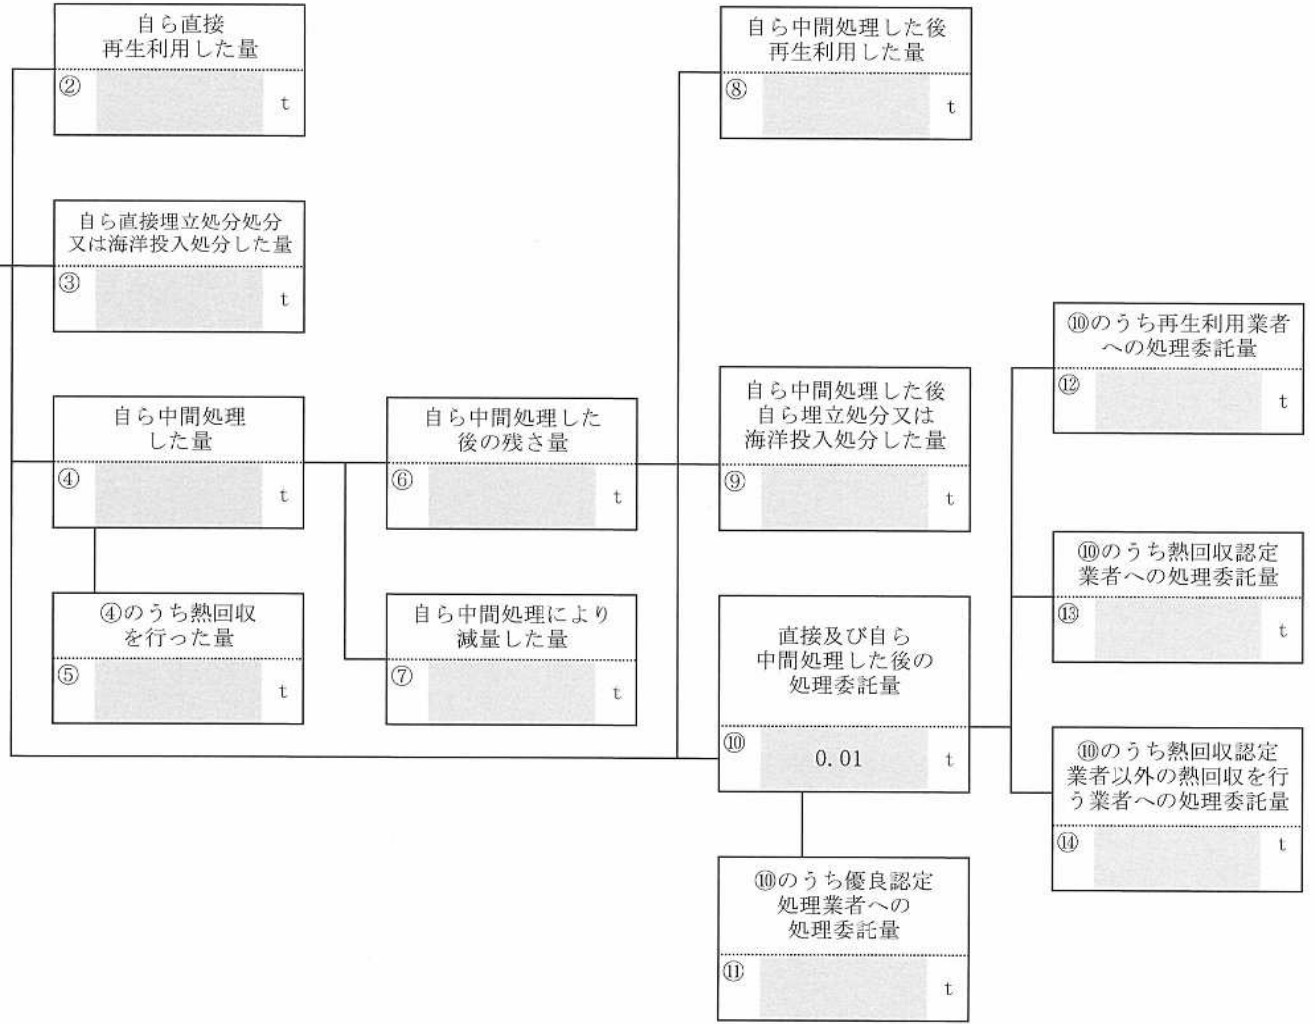 自ら直接
再生利用した量
②
t
自ら直接埋立処分処分
又は海洋投入処分した量
③
t
自ら中間処理
した量
④
t
④のうち熱回収
を行った量
⑤
t
自ら中間処理した
後の残さ量
⑥
t
自ら中間処理により
減量した量
⑦
t
自ら中間処理した後
再生利用した量
⑧
t
自ら中間処理した後
自ら埋立処分又は
海洋投入処分した量
⑨
t
直接及び自ら
中間処理した後の
処理委託量
⑩ 0.01 t
⑩のうち優良認定
処理業者への
処理委託量
⑪
t
⑩のうち再生利用業者
への処理委託量
⑫
t
⑩のうち熱回収認定
業者への処理委託量
⑬
t
⑩のうち熱回収認定
業者以外の熱回収を行
う業者への処理委託量
⑭ t